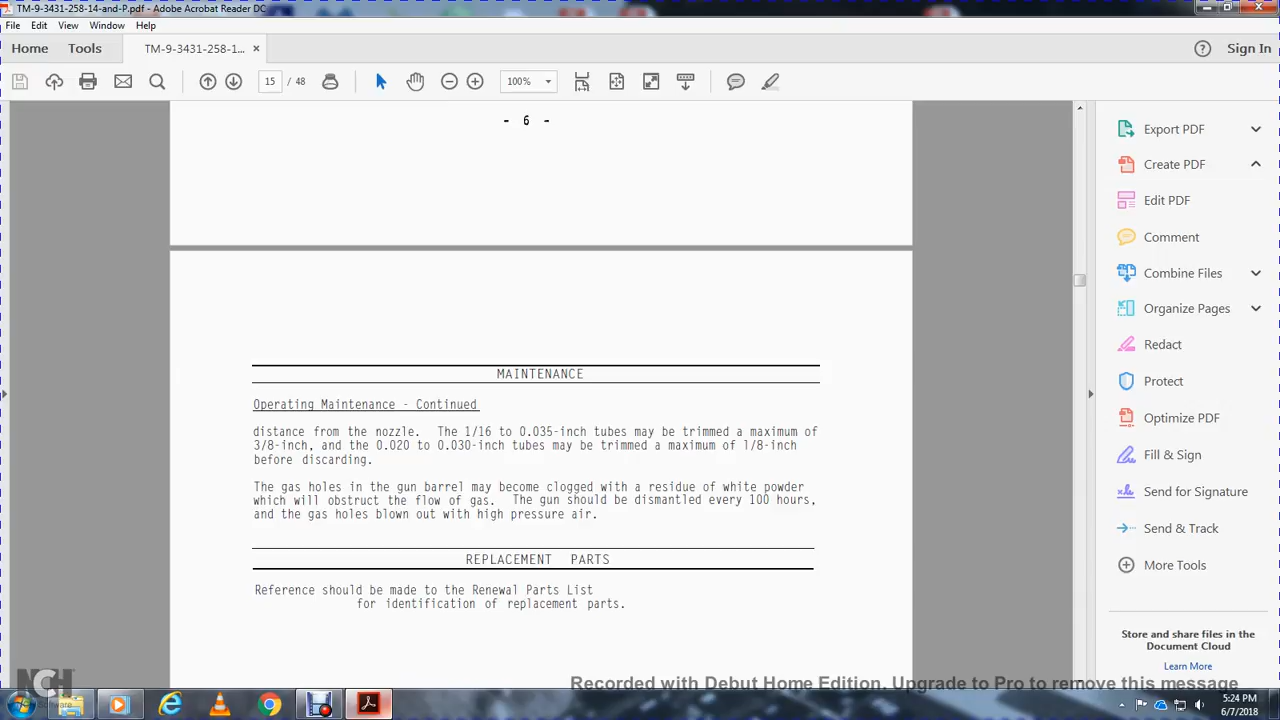 TM-9-3431-258-14-and-P.pdf - Adobe Acrobat Reader DC
File Edit View Window Help
Home Tools TM-9-3431-258-1... × Sign In
15 / 48 100%
- 6 -
MAINTENANCE
Operating Maintenance - Continued
distance from the nozzle. The 1/16 to 0.035-inch tubes may be trimmed a maximum of
3/8-inch, and the 0.020 to 0.030-inch tubes may be trimmed a maximum of 1/8-inch
before discarding.
The gas holes in the gun barrel may become clogged with a residue of white powder
which will obstruct the flow of gas. The gun should be dismantled every 100 hours,
and the gas holes blown out with high pressure air.
REPLACEMENT PARTS
Reference should be made to the Renewal Parts List
for identification of replacement parts.
Export PDF
Create PDF
Edit PDF
Comment
Combine Files
Organize Pages
Redact
Protect
Optimize PDF
Fill & Sign
Send for Signature
Send & Track
More Tools
Store and share files in the
Document Cloud
Learn More
NCH
Recorded with Debut Home Edition. Upgrade to Pro to remove this message
5:24 PM
6/7/2018